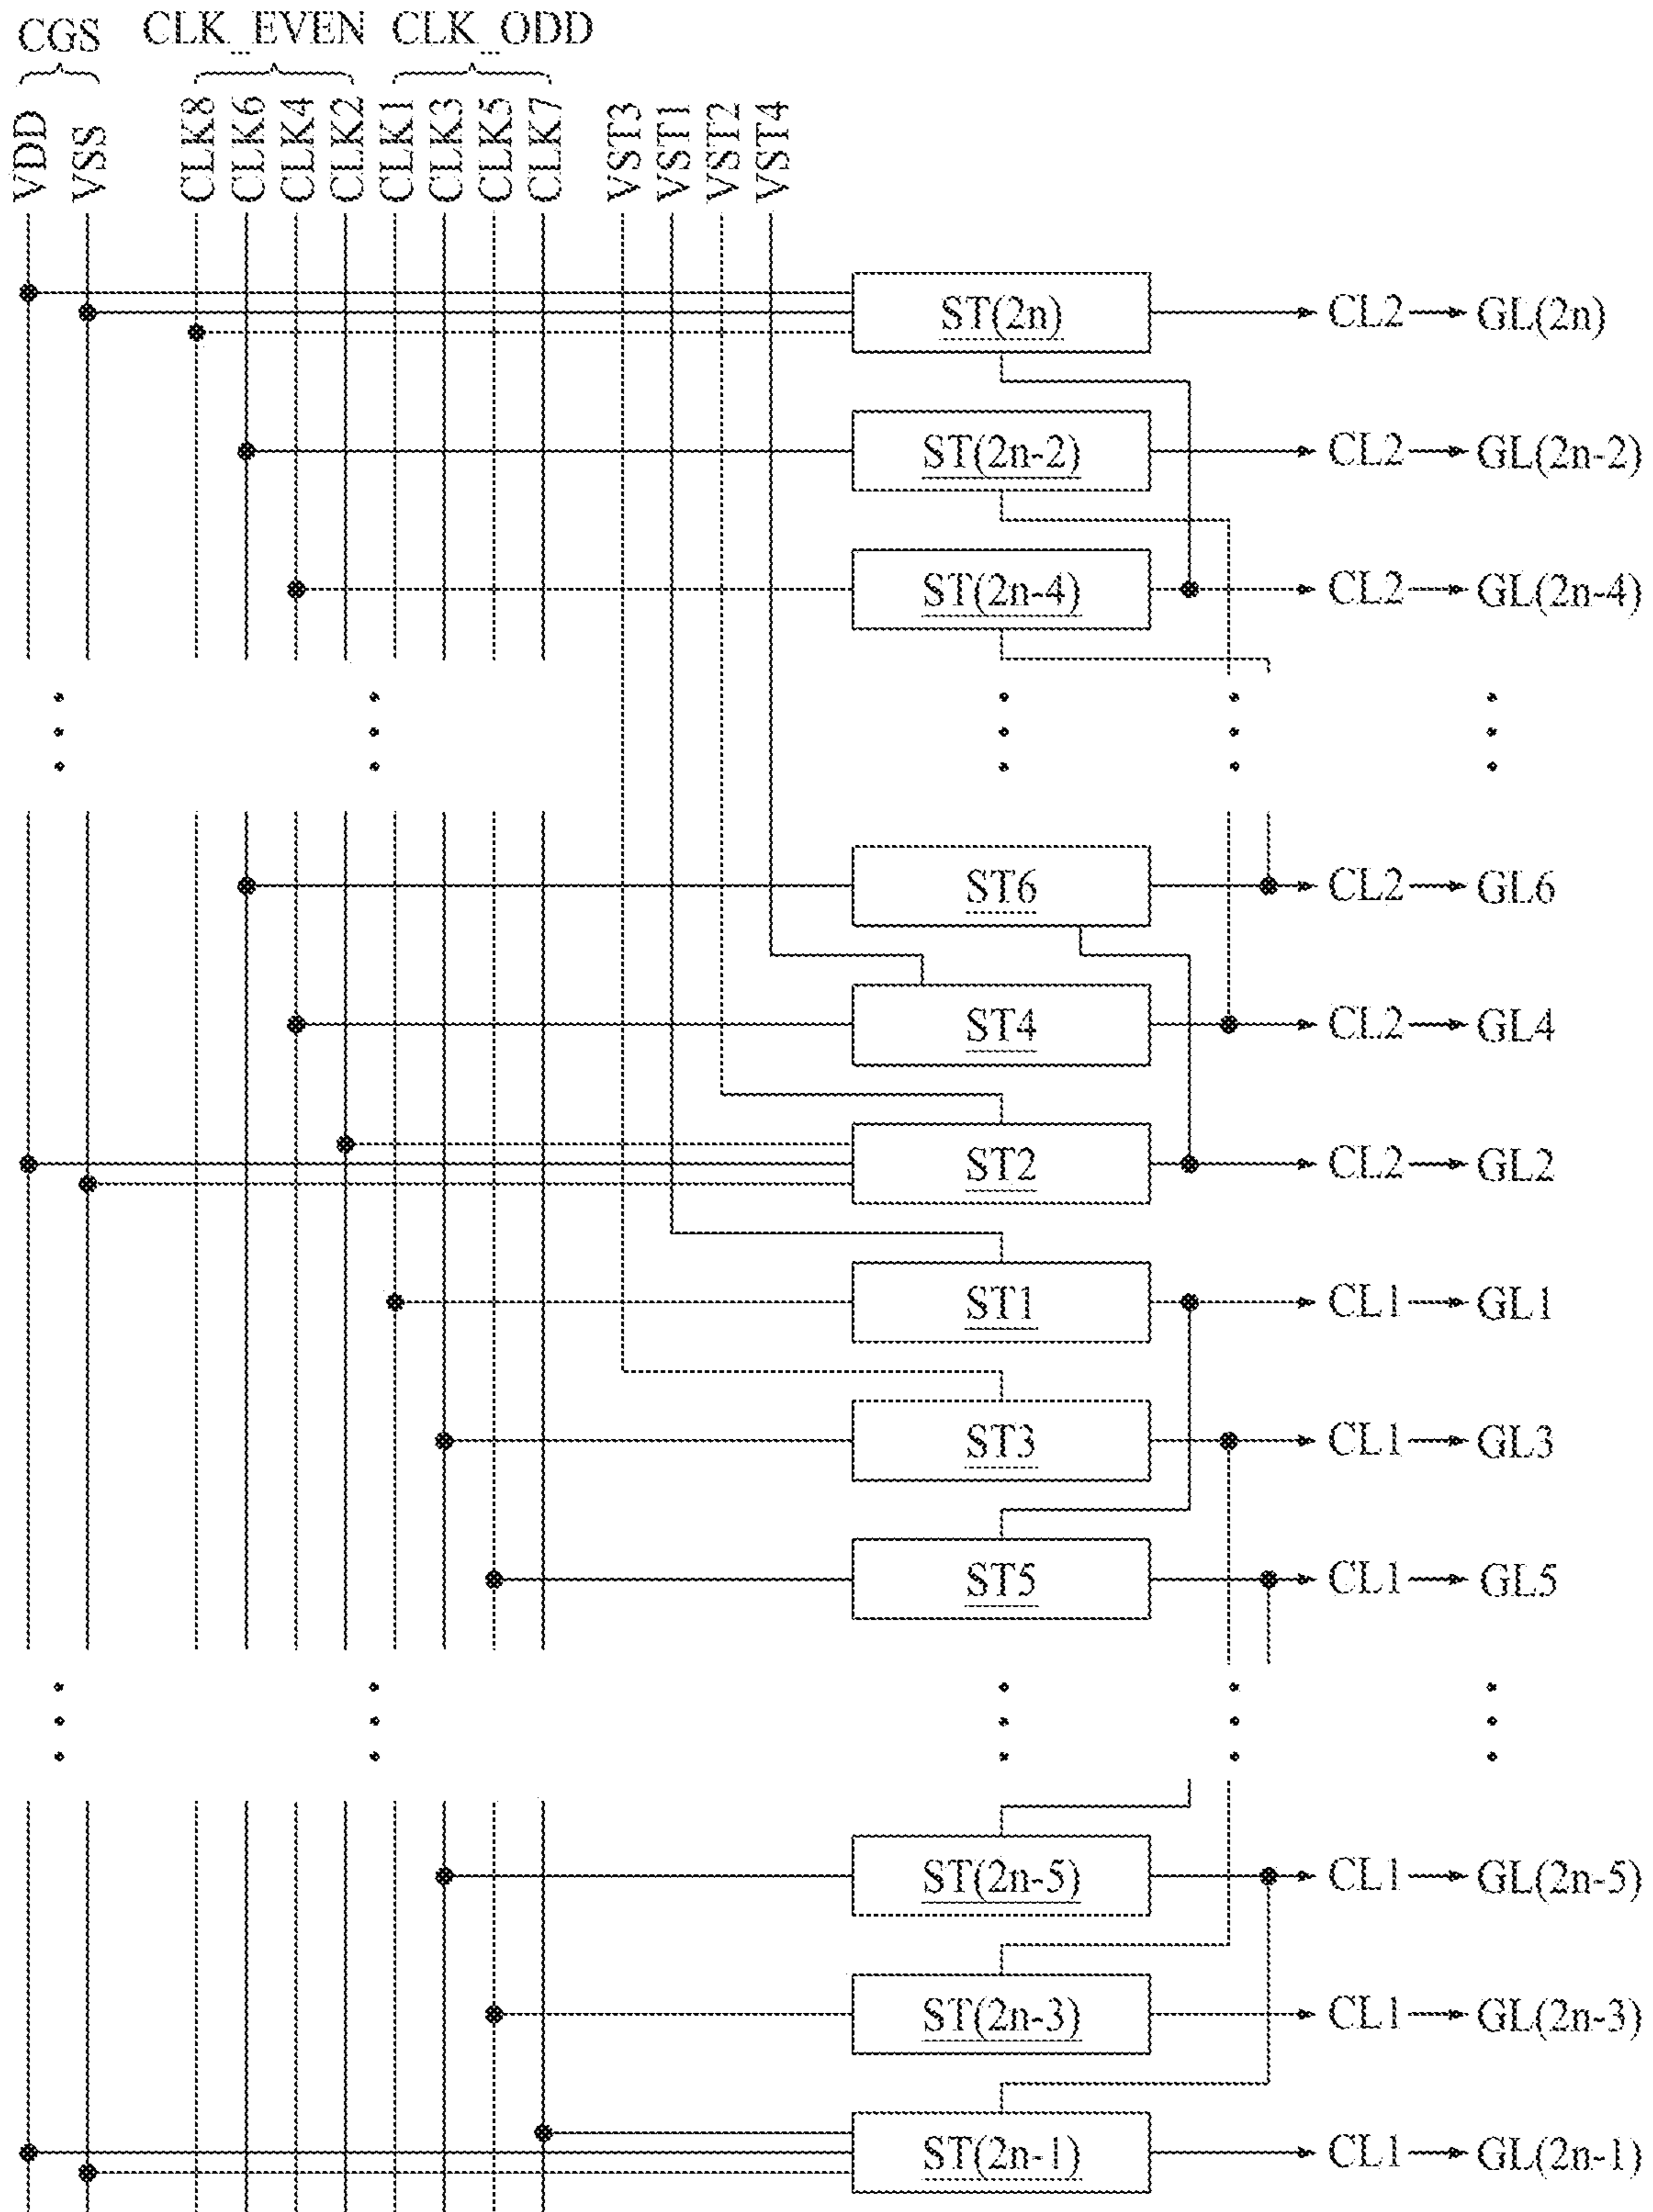 CGS CLK_EVEN CLK_ODD
VDD VSS CLK8 CLK6 CLK4 CLK2 CLK1 CLK3 CLK5 CLK7 VST3 VST1 VST2 VST4
ST(2n) CL2 GL(2n)
ST(2n-2) CL2 GL(2n-2)
ST(2n-4) CL2 GL(2n-4)
ST6 CL2 GL6
ST4 CL2 GL4
ST2 CL2 GL2
ST1 CL1 GL1
ST3 CL1 GL3
ST5 CL1 GL5
ST(2n-5) CL1 GL(2n-5)
ST(2n-3) CL1 GL(2n-3)
ST(2n-1) CL1 GL(2n-1)